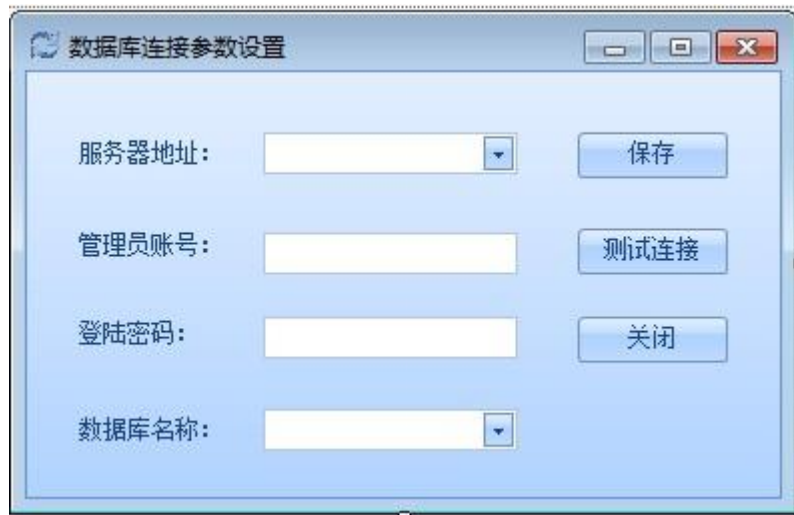 数据库连接参数设置
服务器地址： 保存
管理员账号： 测试连接
登陆密码： 关闭
数据库名称：